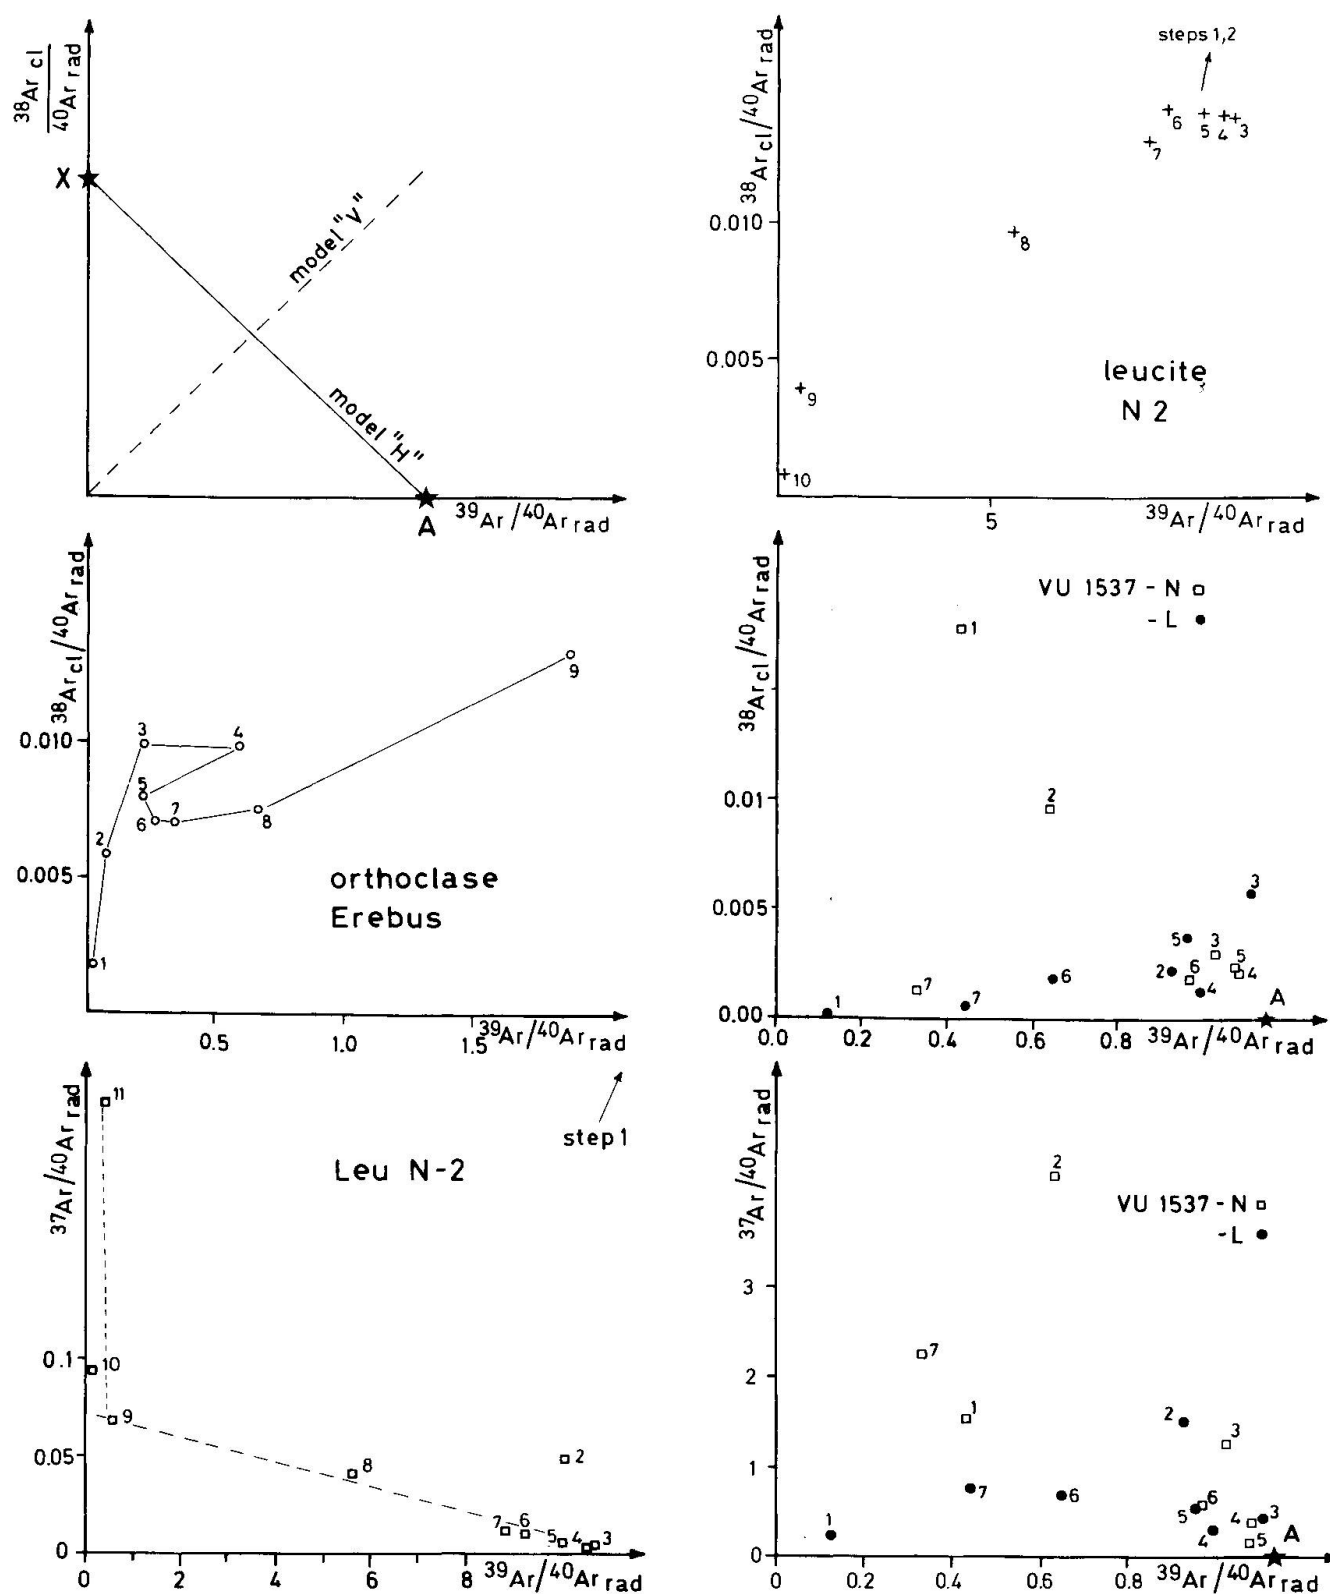 38Ar cl
40Ar rad
X
model "V"
model "H"
A
39Ar/40Ar rad
38Ar cl/40Ar rad
steps 1,2
6
5
4
3
7
0.010
8
0.005
leucite
N 2
9
10
5
39Ar/40Ar rad
38Ar cl/40Ar rad
9
3
4
0.010
5
6
7
8
2
0.005
orthoclase
Erebus
1
0.5
1.0
1.5
39Ar/40Ar rad
38Ar cl/40Ar rad
VU 1537 - N
- L
1
2
0.01
3
0.005
5
3
5
2
6
4
6
4
7
7
1
A
0.00
0.0
0.2
0.4
0.6
0.8
39Ar/40Ar rad
37Ar/40Ar rad
11
step 1
Leu N-2
0.1
10
9
0.05
8
2
7
6
5
4
3
0
0
2
4
6
8
39Ar/40Ar rad
37Ar/40Ar rad
2
VU 1537 - N
- L
3
7
2
1
2
3
1
7
6
5
6
4
3
1
4
5
A
0
0
0.2
0.4
0.6
0.8
39Ar/40Ar rad